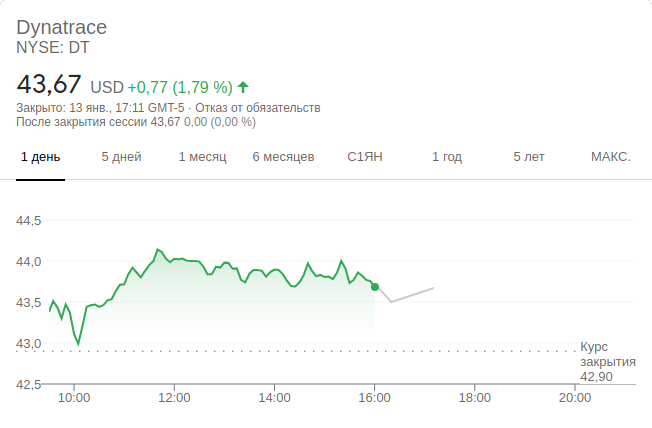 Dynatrace
NYSE: DT
43,67 USD +0,77 (1,79 %)
Закрыто: 13 янв., 17:11 GMT-5 · Отказ от обязательств
После закрытия сессии 43,67 0,00 (0,00 %)
1 день 5 дней 1 месяц 6 месяцев С1ЯН 1 год 5 лет МАКС.
44,5
44,0
43,5
43,0
Курс
закрытия
42,90
42,5
10:00 12:00 14:00 16:00 18:00 20:00